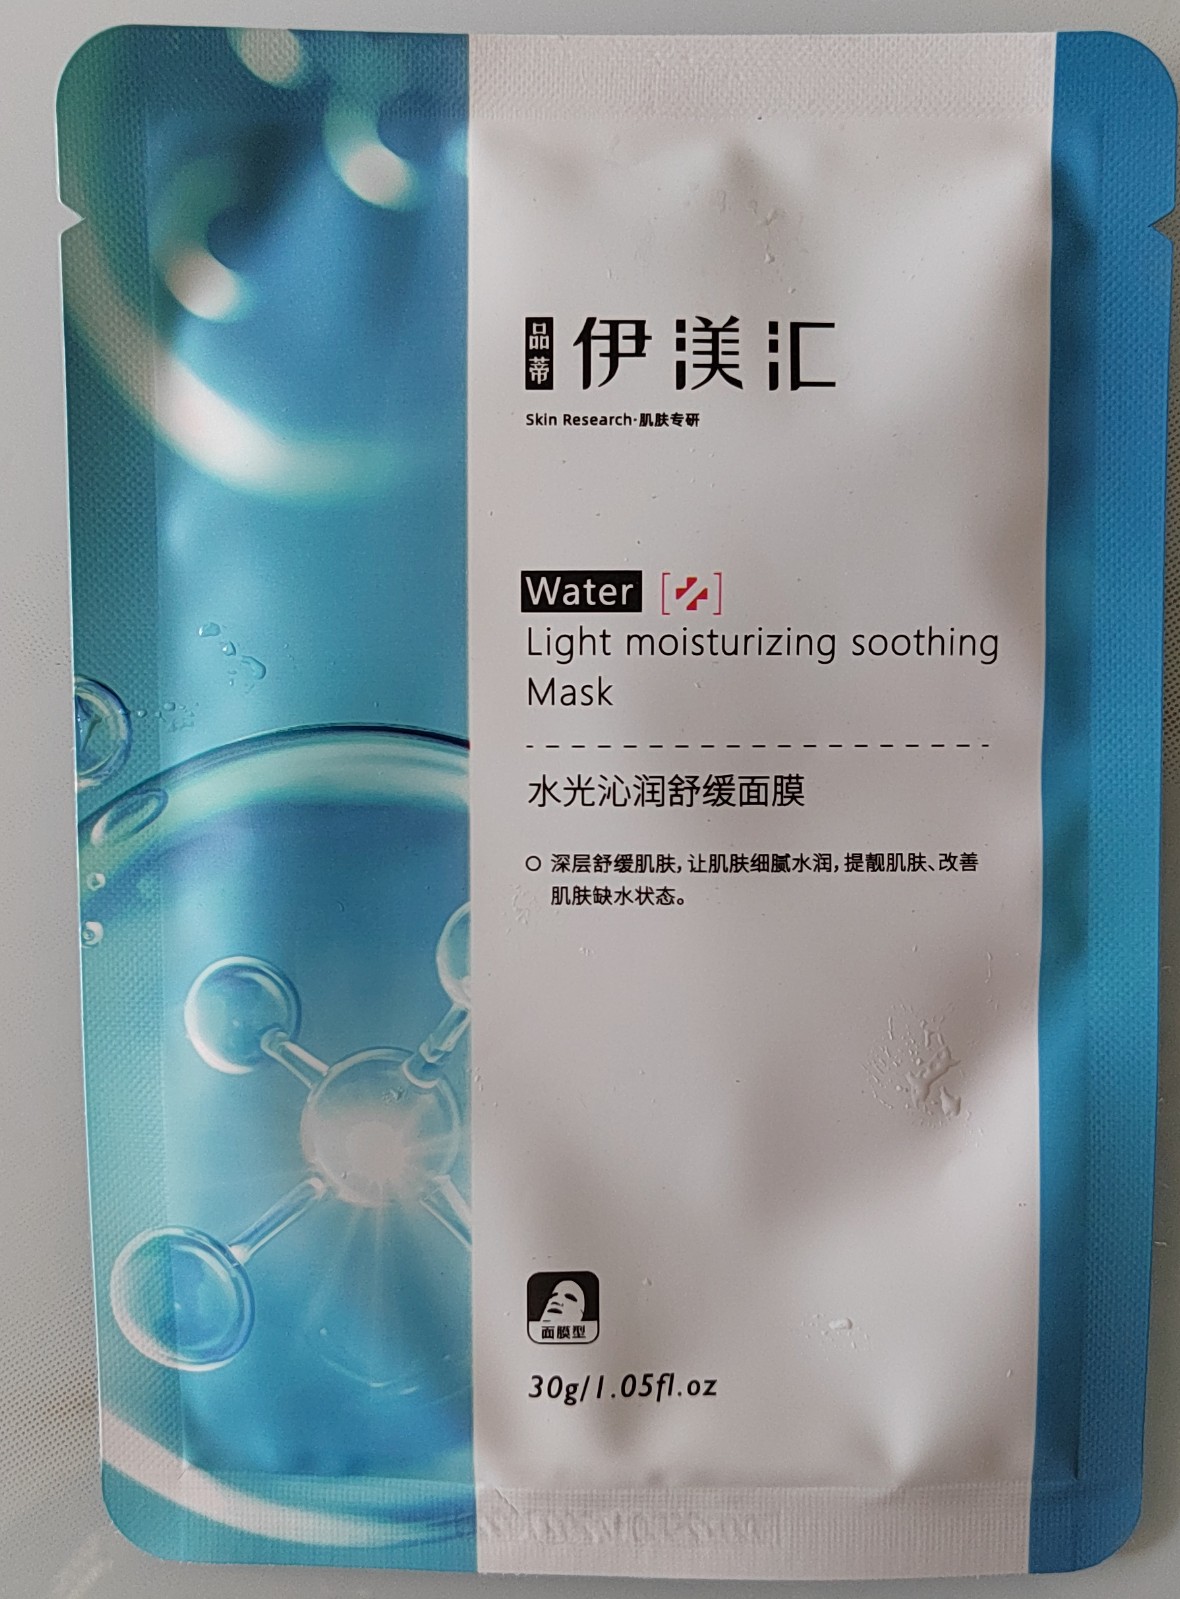 品蒂 伊渼汇
Skin Research·肌肤专研
Water
Light moisturizing soothing
Mask
水光沁润舒缓面膜
深层舒缓肌肤,让肌肤细腻水润,提靓肌肤、改善
肌肤缺水状态。
面膜型
30g/1.05fl.oz